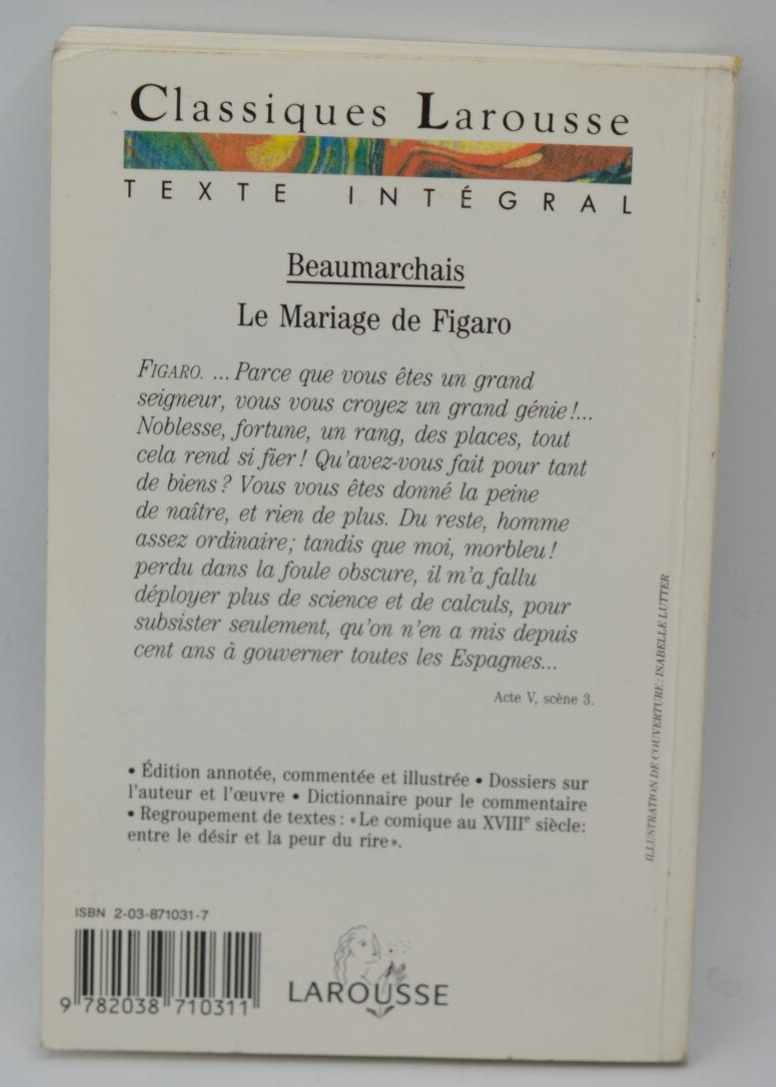 Classiques Larousse
TEXTE INTÉGRAL
Beaumarchais
Le Mariage de Figaro
FIGARO. ... Parce que vous êtes un grand
seigneur, vous vous croyez un grand génie !...
Noblesse, fortune, un rang, des places, tout
cela rend si fier ! Qu'avez-vous fait pour tant
de biens ? Vous vous êtes donné la peine
de naître, et rien de plus. Du reste, homme
assez ordinaire ; tandis que moi, morbleu !
perdu dans la foule obscure, il m'a fallu
déployer plus de science et de calculs, pour
subsister seulement, qu'on n'en a mis depuis
cent ans à gouverner toutes les Espagnes...
Acte V, scène 3.
• Édition annotée, commentée et illustrée • Dossiers sur
l'auteur et l'œuvre • Dictionnaire pour le commentaire
• Regroupement de textes : « Le comique au XVIIIe siècle:
entre le désir et la peur du rire ».
ILLUSTRATION DE COUVERTURE : ISABELLE LUTTER
ISBN 2-03-871031-7
9 782038 710311
LAROUSSE